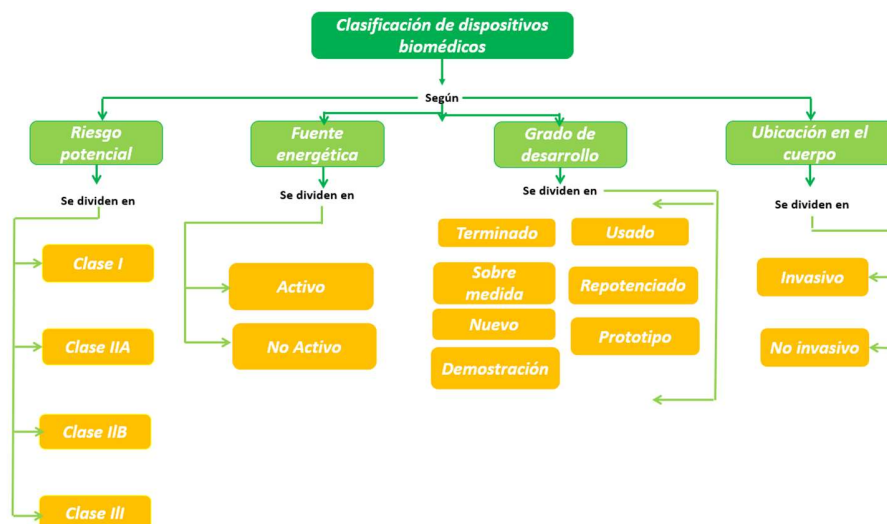 Clasificación de dispositivos
biomédicos
Según
Riesgo
potencial
Fuente
energética
Grado de
desarrollo
Ubicación en el
cuerpo
Se dividen en
Se dividen en
Se dividen en
Se dividen en
Clase I
Clase IIA
Clase IIB
Clase III
Activo
No Activo
Terminado
Sobre
medida
Nuevo
Demostración
Usado
Repotenciado
Prototipo
Invasivo
No invasivo